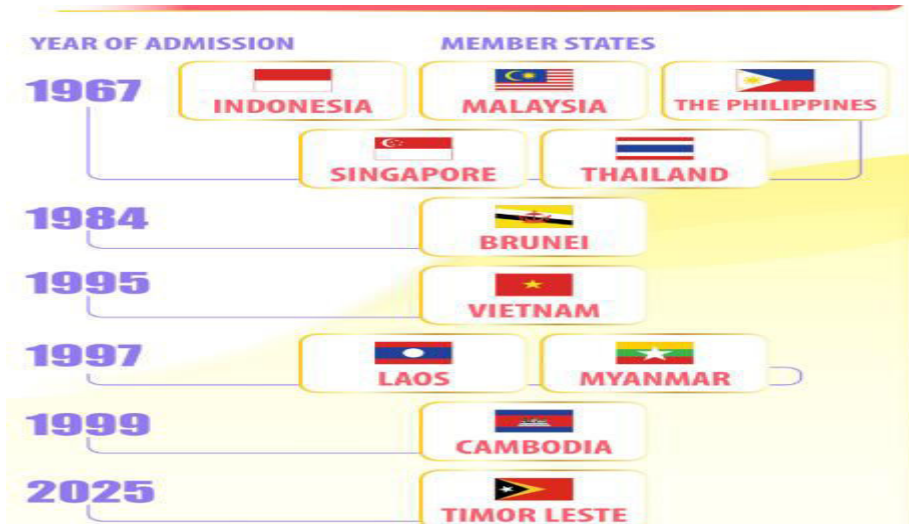 YEAR OF ADMISSION MEMBER STATES
1967
INDONESIA MALAYSIA THE PHILIPPINES
SINGAPORE THAILAND
1984
BRUNEI
1995
VIETNAM
1997
LAOS MYANMAR
1999
CAMBODIA
2025
TIMOR LESTE